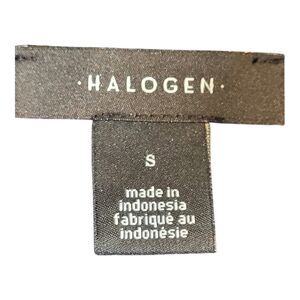 ·HALOGEN·
S
made in
indonesia
fabriqué au
indonésie